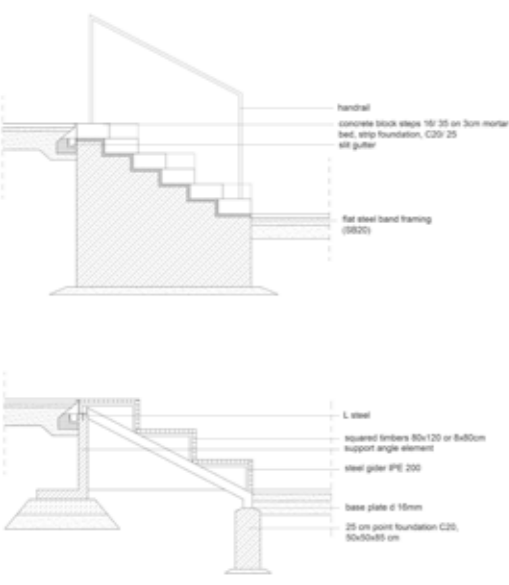 handrail
concrete block steps 16/ 35 on 3cm mortar
bed, strip foundation, C20/ 25
slit gutter
flat steel band framing
(SB20)
L steel
squared timbers 80x120 or 8x80cm
support angle element
steel gider IPE 200
base plate d 16mm
25 cm point foundation C20,
50x50x85 cm